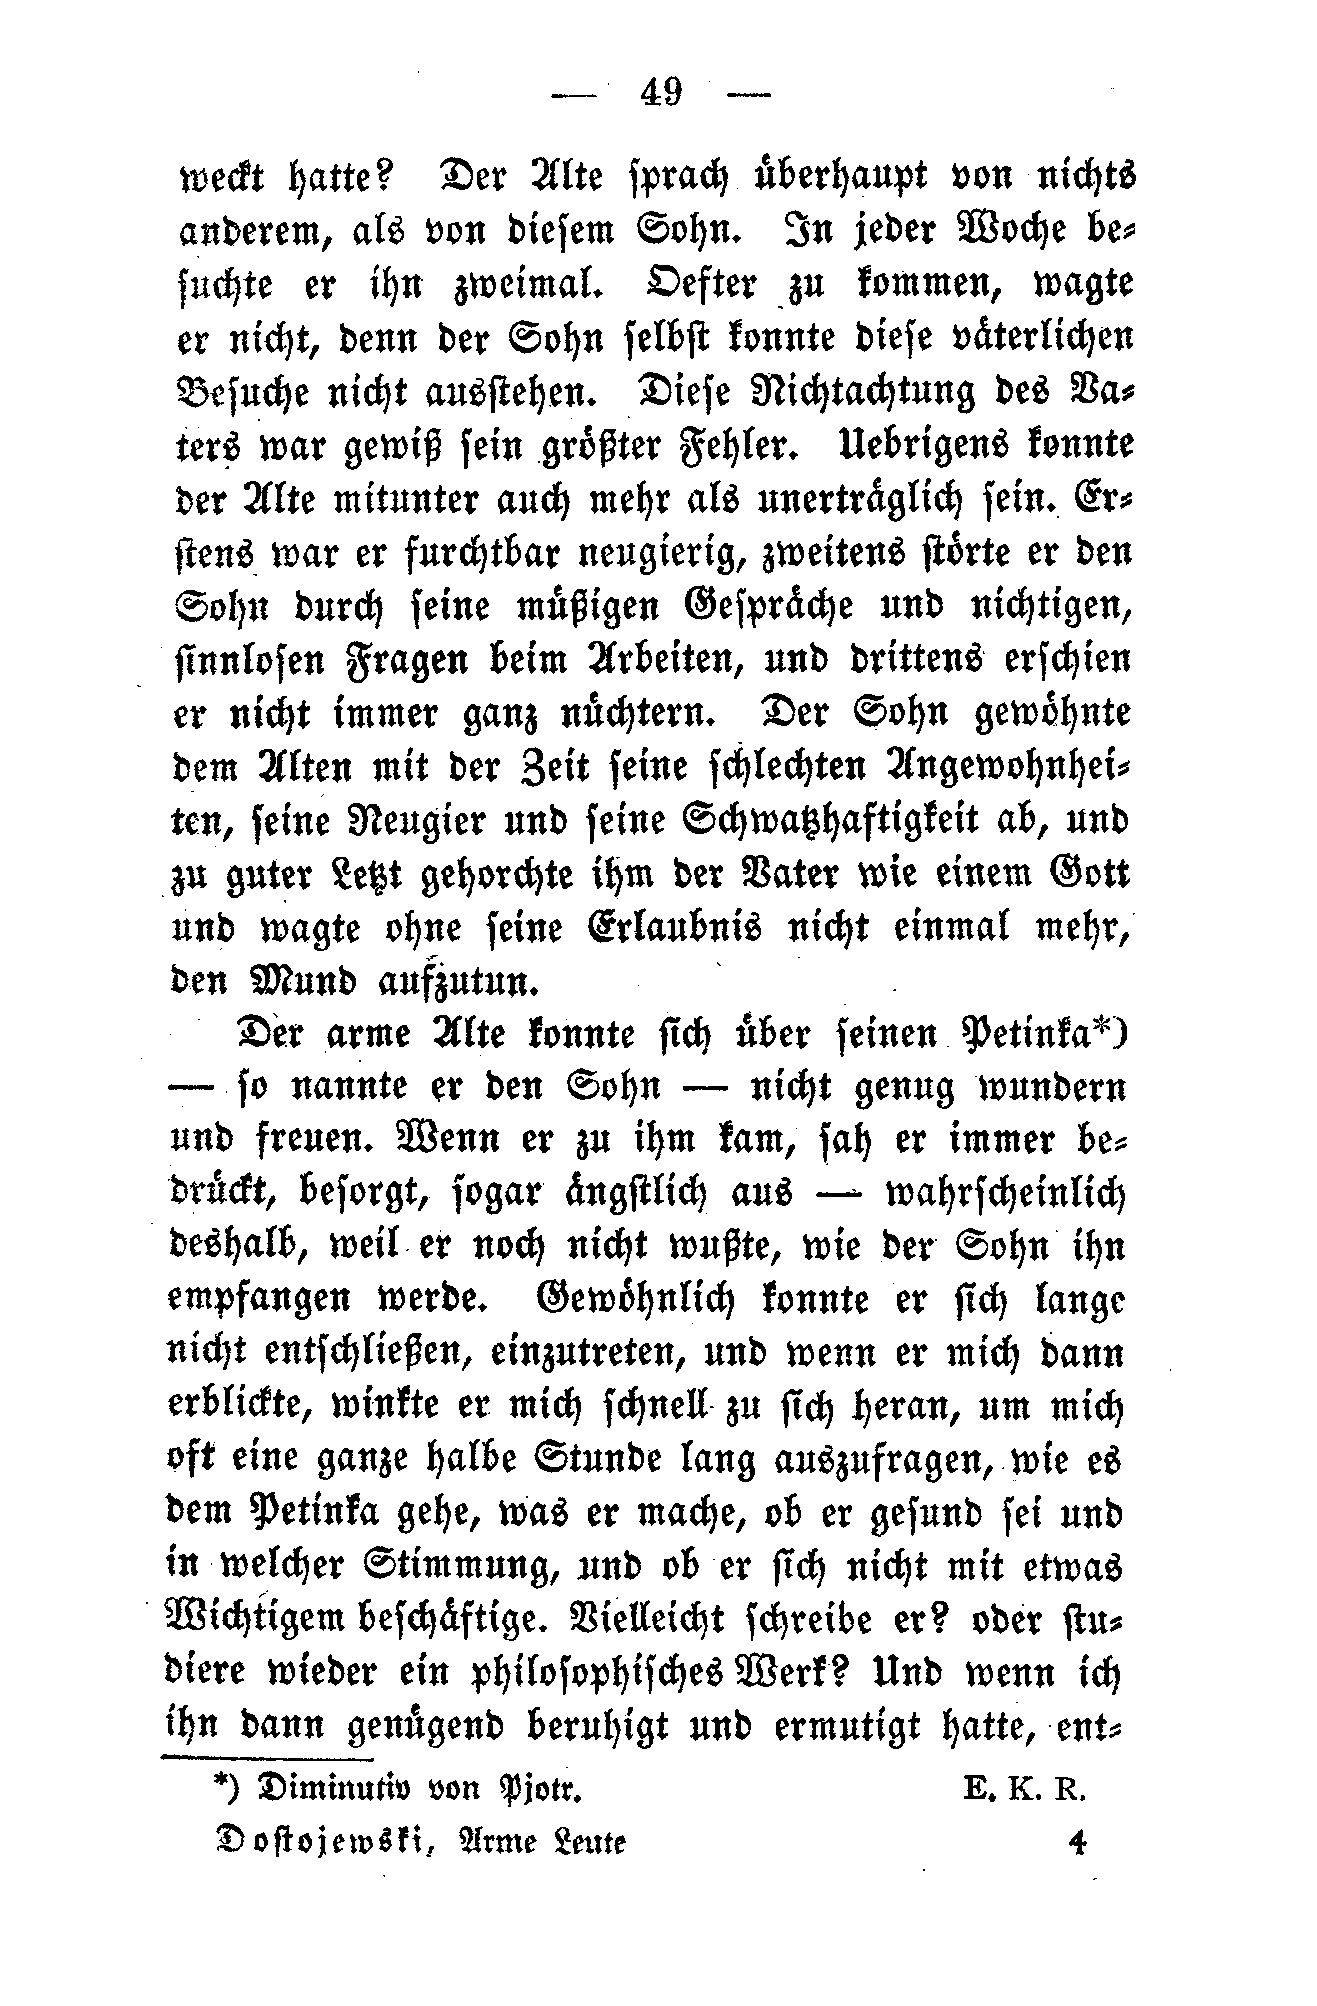 — 49 —
weckt hatte? Der Alte sprach überhaupt von nichts
anderem, als von diesem Sohn. In jeder Woche be-
suchte er ihn zweimal. Oefter zu kommen, wagte
er nicht, denn der Sohn selbst konnte diese väterlichen
Besuche nicht ausstehen. Diese Nichtachtung des Va-
ters war gewiß sein größter Fehler. Uebrigens konnte
der Alte mitunter auch mehr als unerträglich sein. Er-
stens war er furchtbar neugierig, zweitens störte er den
Sohn durch seine müßigen Gespräche und nichtigen,
sinnlosen Fragen beim Arbeiten, und drittens erschien
er nicht immer ganz nüchtern. Der Sohn gewöhnte
dem Alten mit der Zeit seine schlechten Angewohnhei-
ten, seine Neugier und seine Schwatzhaftigkeit ab, und
zu guter Letzt gehorchte ihm der Vater wie einem Gott
und wagte ohne seine Erlaubnis nicht einmal mehr,
den Mund aufzutun.
Der arme Alte konnte sich über seinen Petinka*)
— so nannte er den Sohn — nicht genug wundern
und freuen. Wenn er zu ihm kam, sah er immer be-
drückt, besorgt, sogar ängstlich aus — wahrscheinlich
deshalb, weil er noch nicht wußte, wie der Sohn ihn
empfangen werde. Gewöhnlich konnte er sich lange
nicht entschließen, einzutreten, und wenn er mich dann
erblickte, winkte er mich schnell zu sich heran, um mich
oft eine ganze halbe Stunde lang auszufragen, wie es
dem Petinka gehe, was er mache, ob er gesund sei und
in welcher Stimmung, und ob er sich nicht mit etwas
Wichtigem beschäftige. Vielleicht schreibe er? oder stu-
diere wieder ein philosophisches Werk? Und wenn ich
ihn dann genügend beruhigt und ermutigt hatte, ent-
*) Diminutiv von Pjotr. E. K. R.
Dostojewski, Arme Leute 4